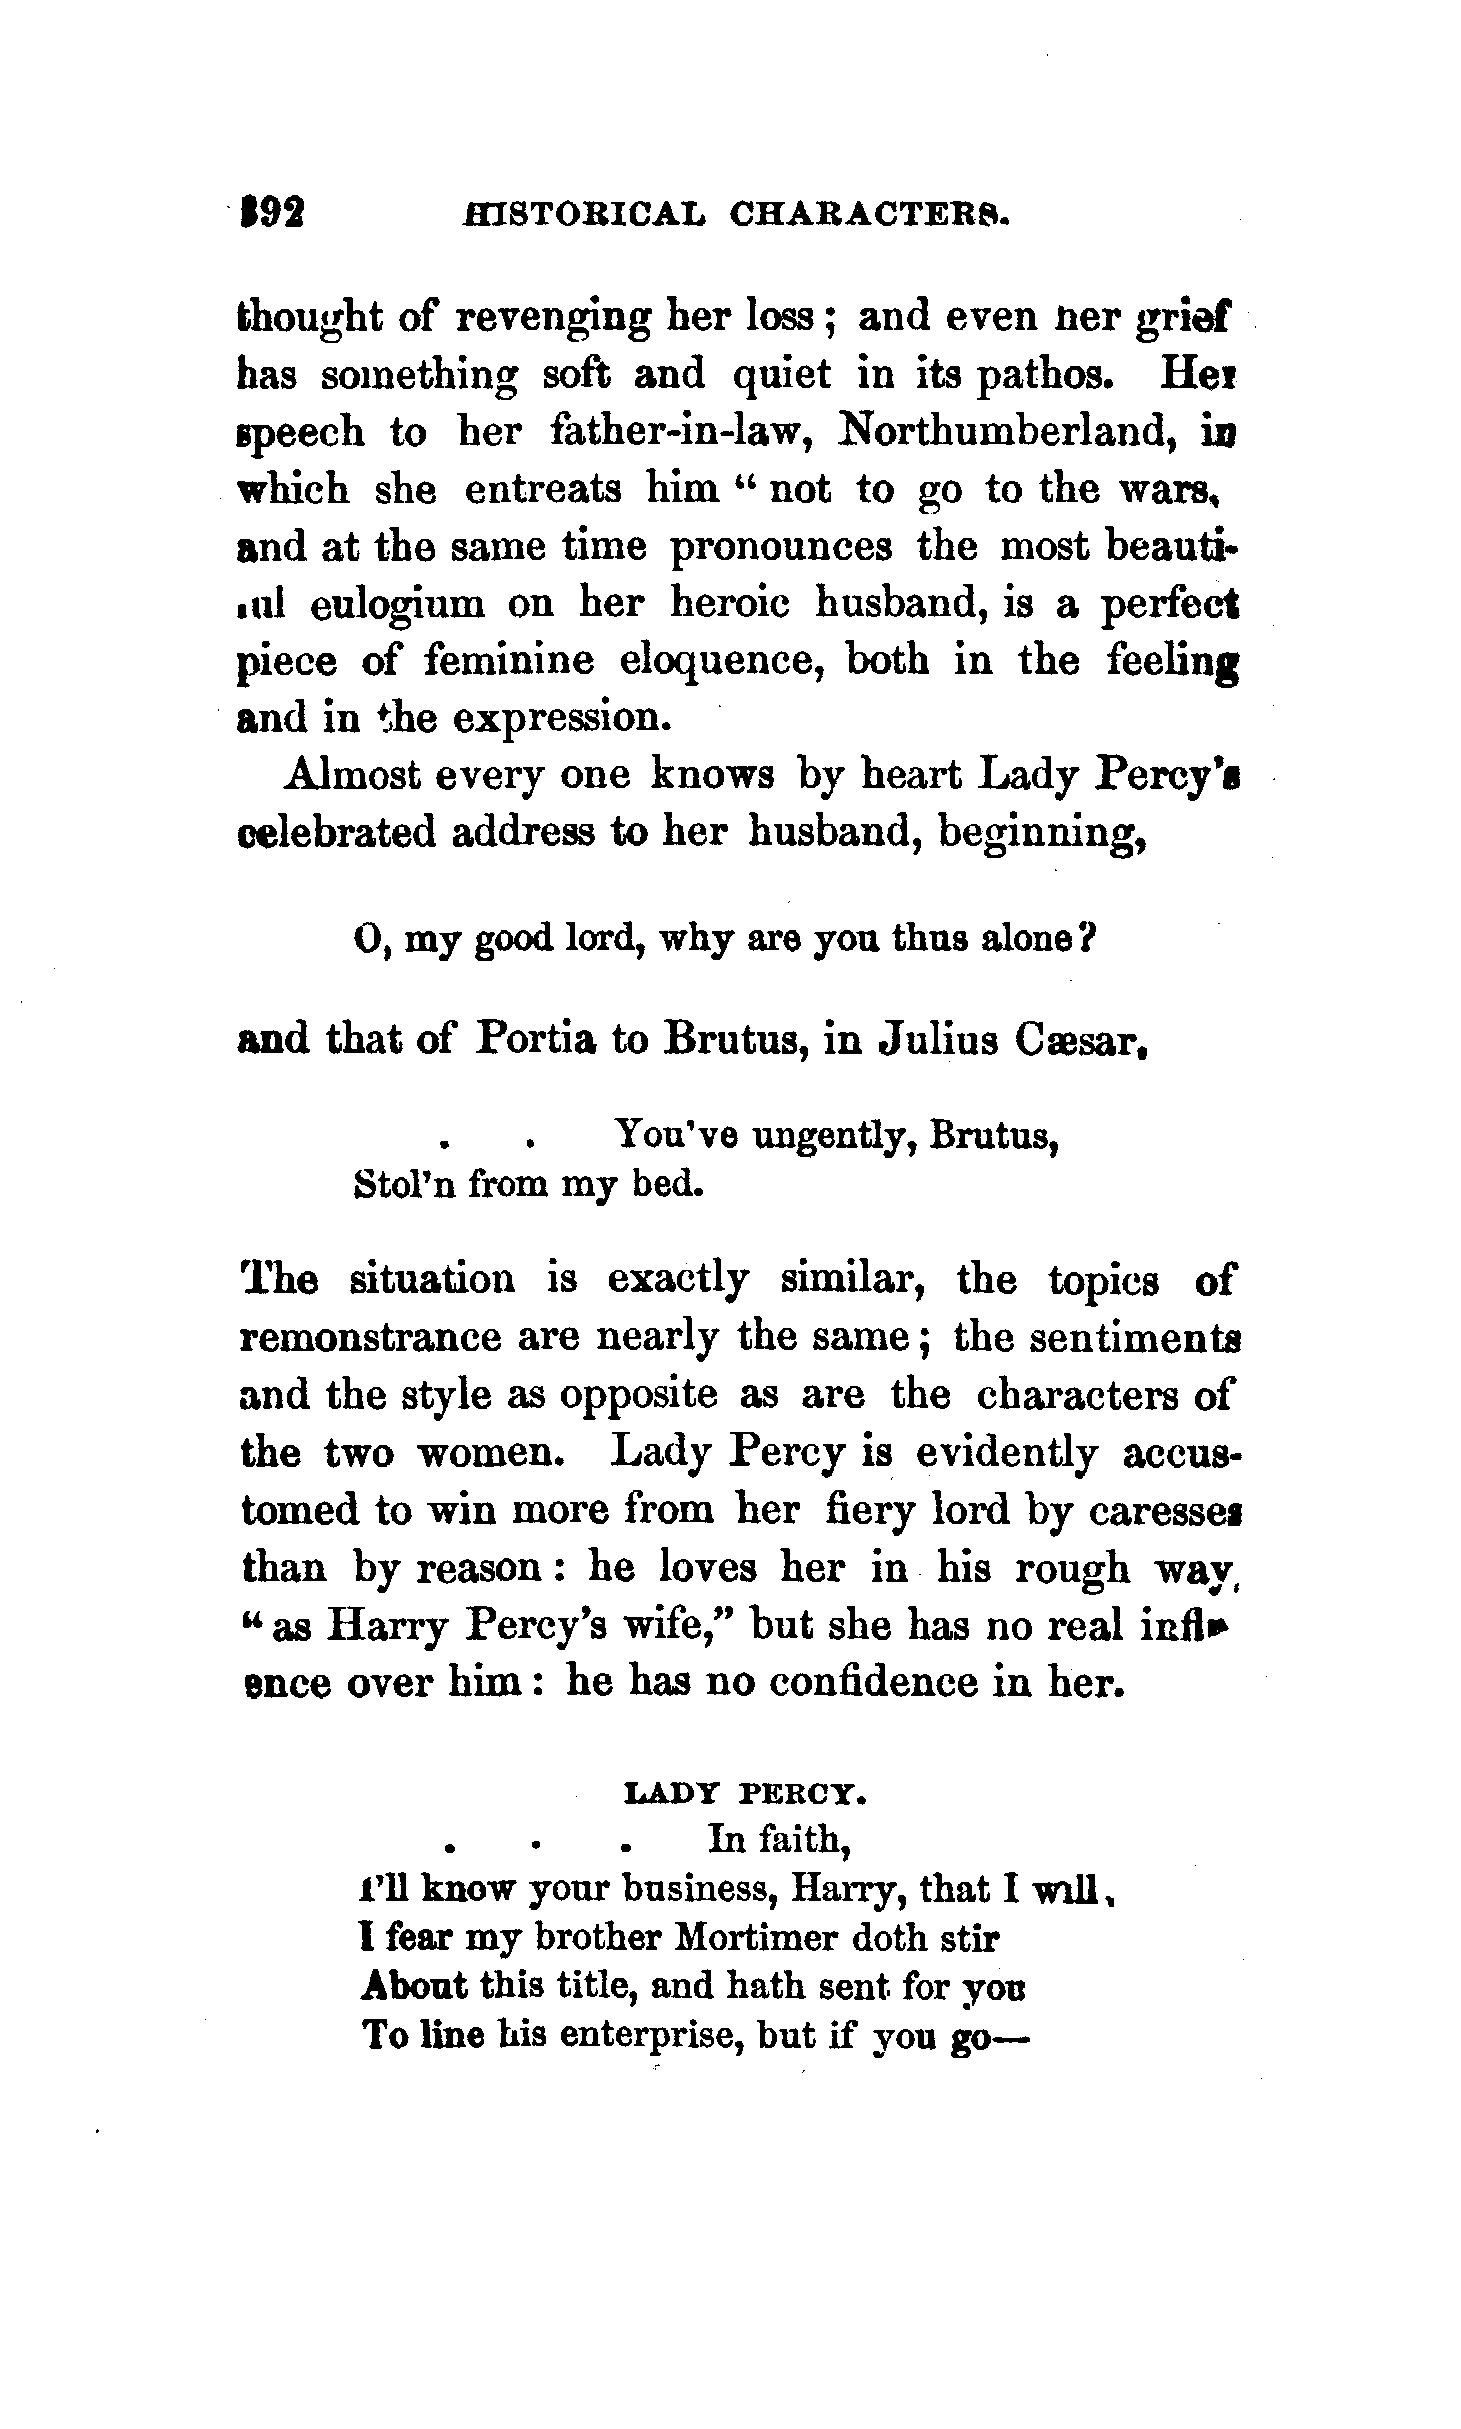 392 HISTORICAL CHARACTERS.
thought of revenging her loss; and even her grief
has something soft and quiet in its pathos. Her
speech to her father-in-law, Northumberland, in
which she entreats him "not to go to the wars,
and at the same time pronounces the most beauti-
ful eulogium on her heroic husband, is a perfect
piece of feminine eloquence, both in the feeling
and in the expression.
Almost every one knows by heart Lady Percy's
celebrated address to her husband, beginning,
O, my good lord, why are you thus alone?
and that of Portia to Brutus, in Julius Cæsar,
. . You've ungently, Brutus,
Stol'n from my bed.
The situation is exactly similar, the topics of
remonstrance are nearly the same; the sentiments
and the style as opposite as are the characters of
the two women. Lady Percy is evidently accus-
tomed to win more from her fiery lord by caresses
than by reason: he loves her in his rough way,
"as Harry Percy's wife," but she has no real influ-
ence over him: he has no confidence in her.
LADY PERCY.
. . . In faith,
I'll know your business, Harry, that I will,
I fear my brother Mortimer doth stir
About this title, and hath sent for you
To line his enterprise, but if you go—